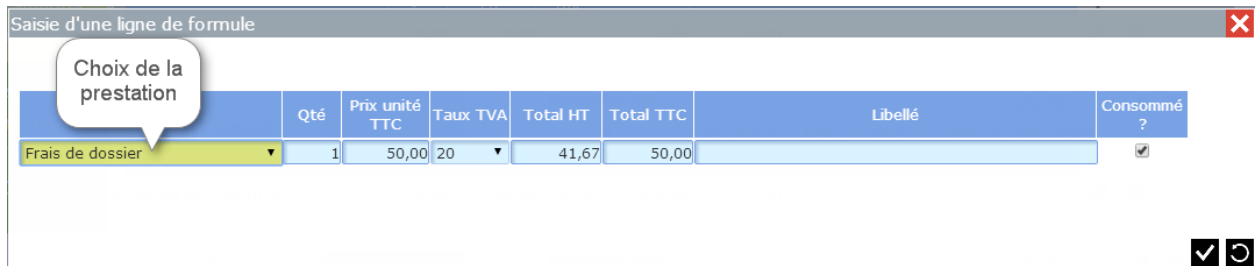 Saisie d'une ligne de formule
Choix de la
prestation
Qté
Prix unité
TTC
Taux TVA
Total HT
Total TTC
Libellé
Consommé
?
Frais de dossier
1
50,00
20
41,67
50,00